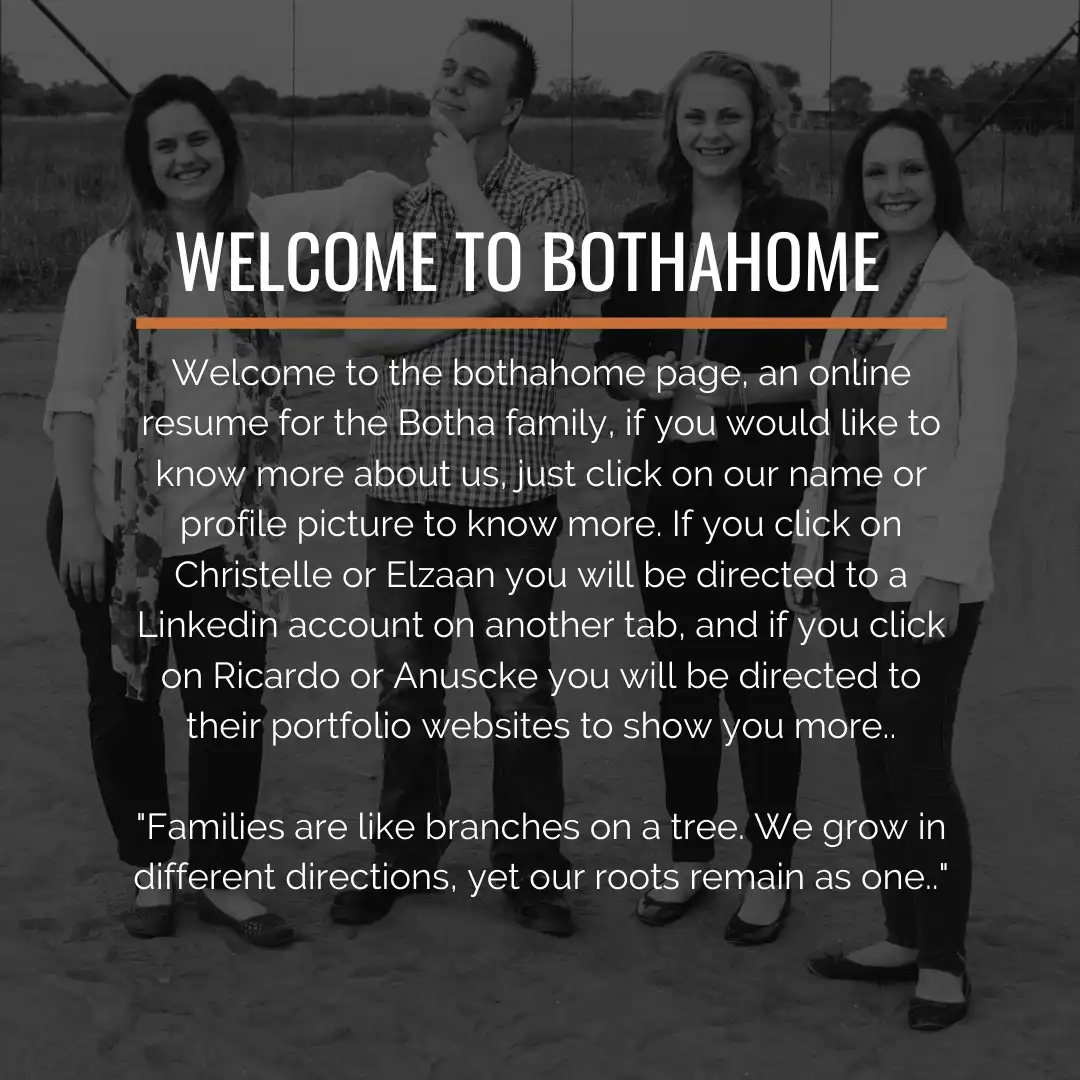 WELCOME TO BOTHAHOME
Welcome to the bothahome page, an online
resume for the Botha family, if you would like to
know more about us, just click on our name or
profile picture to know more. If you click on
Christelle or Elzaan you will be directed to a
Linkedin account on another tab, and if you click
on Ricardo or Anuscke you will be directed to
their portfolio websites to show you more..
"Families are like branches on a tree. We grow in
different directions, yet our roots remain as one.."